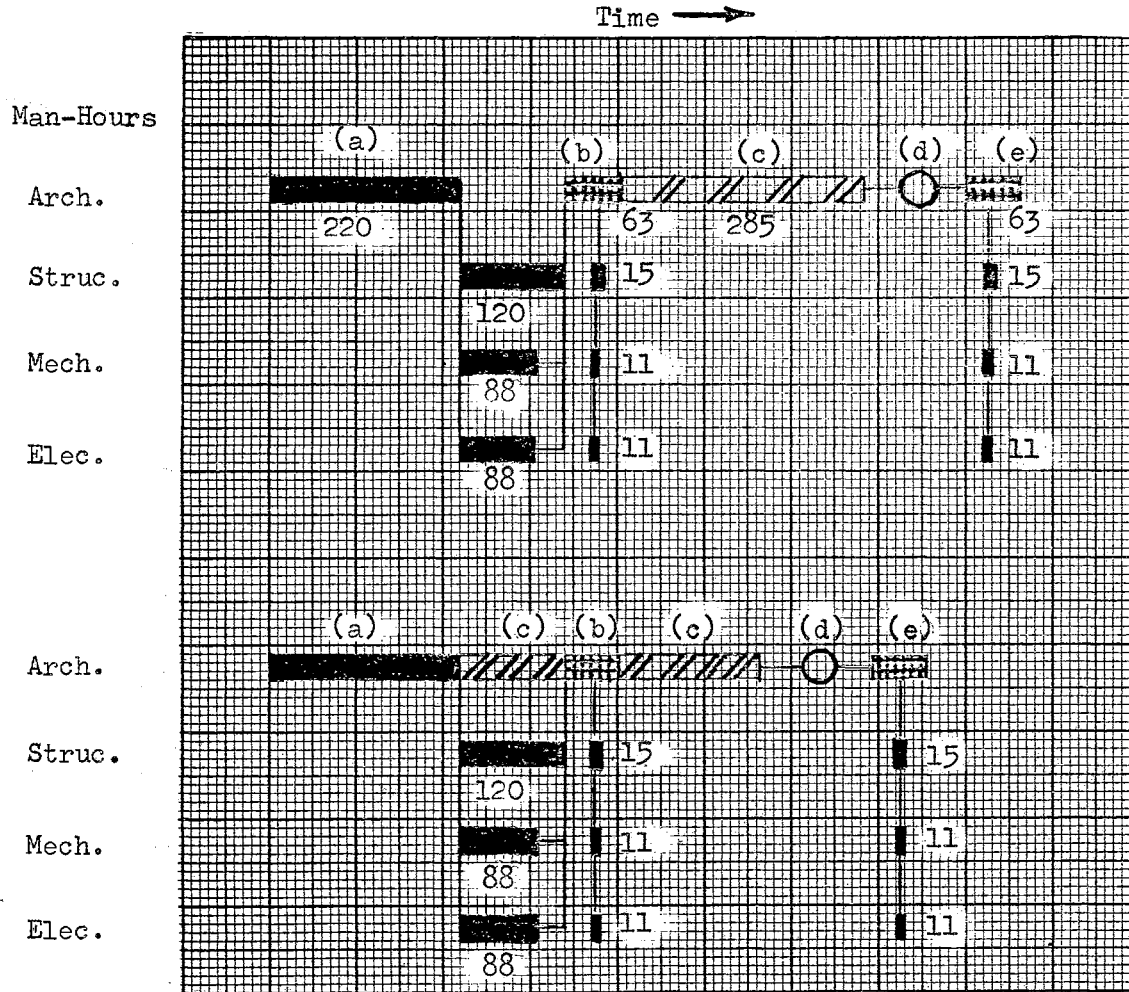 Time
Man-Hours
(a) (b) (c) (d) (e)
Arch.
220 63 285 63
Struc. 15 15
120
Mech. 11 11
88
Elec. 11 11
88
(a) (c) (b) (c) (d) (e)
Arch.
Struc. 15 15
120
Mech. 11 11
88
Elec. 11 11
88